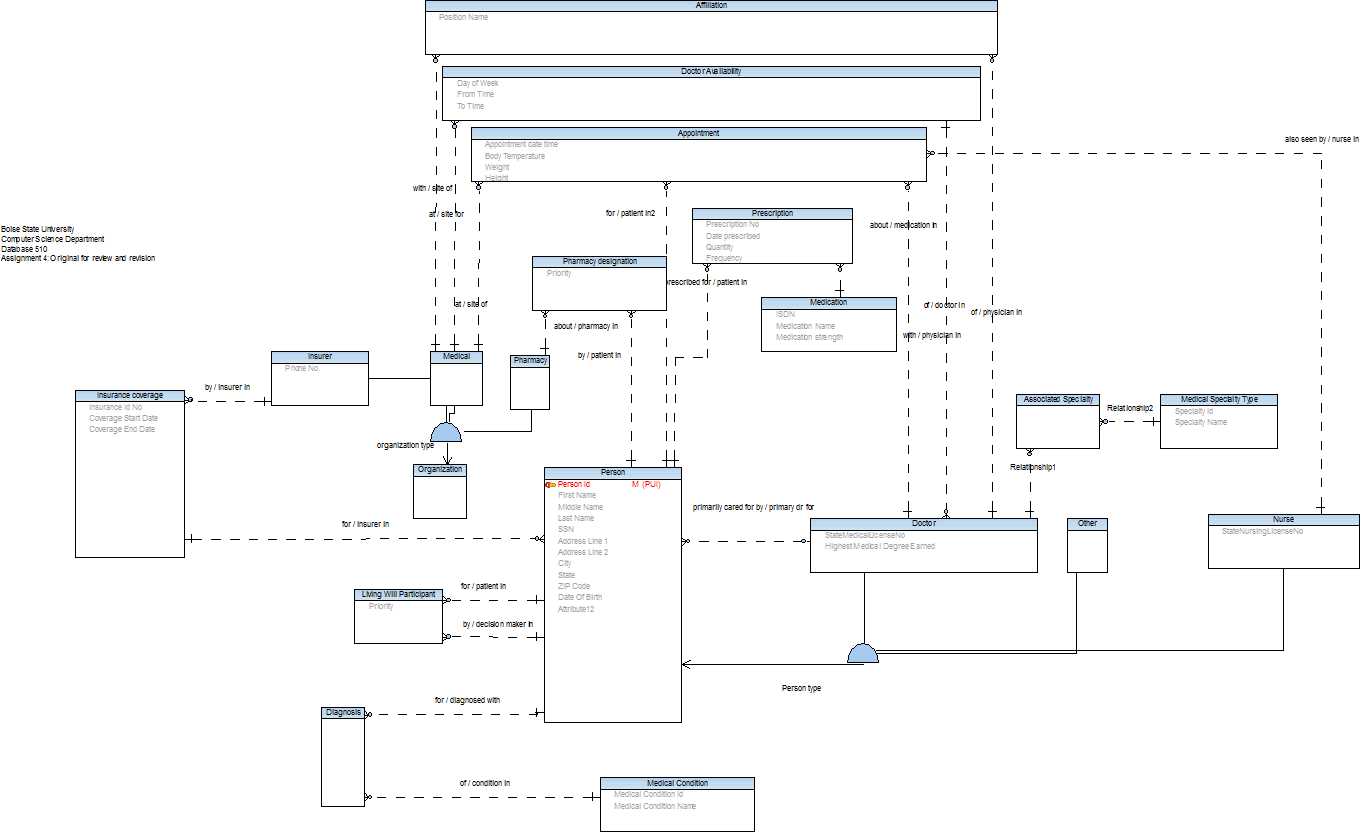 Affiliation
Position Name
Doctor Availability
Day of Week
From Time
To Time
Appointment
Appointment date time
Body Temperature
Weight
Height
also seen by / nurse in
with / site of
at / site for
for / patient in2
Prescription
Prescription No
Date prescribed
Quantity
Frequency
about / medication in
Boise State University
Computer Science Department
Database 510
Assignment 4: Original for review and revision
Pharmacy designation
Priority
rescribed for / patient in
Medication
ISDN
Medication Name
Medication strength
at / site of
of / doctor in
of / physician in
about / pharmacy in
with / physician in
Insurer
Phone No
Medical
Pharmacy
by / patient in
by / insurer in
Insurance coverage
Insurance Id No
Coverage Start Date
Coverage End Date
Associated Specialty
Relationship2
Medical Specialty Type
Specialty Id
Specialty Name
organization type
Organization
Relationship1
Person
Person Id M (PUI)
First Name
Middle Name
Last Name
SSN
Address Line 1
Address Line 2
City
State
ZIP Code
Date Of Birth
Attribute12
primarily cared for by / primary dr for
for / insurer in
Doctor
StateMedicalLicenseNo
Highest Medical Degree Earned
Other
Nurse
StateNursingLicenseNo
for / patient in
Living Will Participant
Priority
by / decision maker in
Person type
for / diagnosed with
Diagnosis
of / condition in
Medical Condition
Medical Condition Id
Medical Condition Name